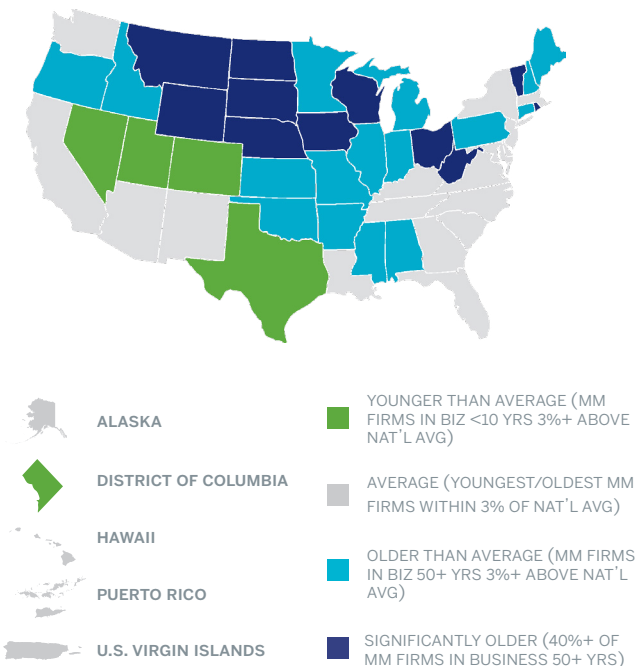 ALASKA
DISTRICT OF COLUMBIA
HAWAII
PUERTO RICO
U.S. VIRGIN ISLANDS
YOUNGER THAN AVERAGE (MM
FIRMS IN BIZ <10 YRS 3%+ ABOVE
NAT'L AVG)
AVERAGE (YOUNGEST/OLDEST MM
FIRMS WITHIN 3% OF NAT'L AVG)
OLDER THAN AVERAGE (MM FIRMS
IN BIZ 50+ YRS 3%+ ABOVE NAT'L
AVG)
SIGNIFICANTLY OLDER (40%+ OF
MM FIRMS IN BUSINESS 50+ YRS)